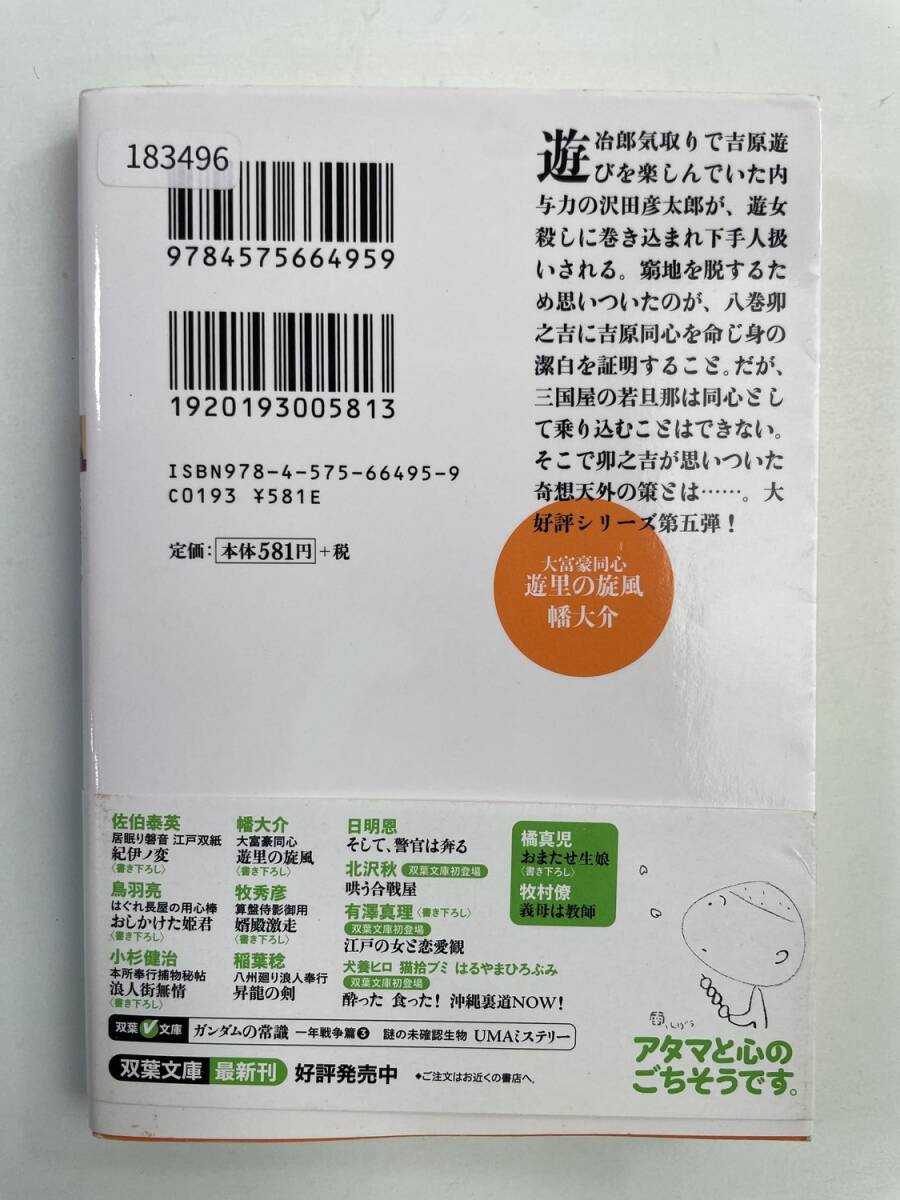 183496
9784575664959
1920193005813
ISBN978-4-575-66495-9
C0193 ¥581E
定価：本体581円＋税
遊冶郎気取りで吉原遊
びを楽しんでいた内
与力の沢田彦太郎が、遊女
殺しに巻き込まれ下手人扱
いされる。窮地を脱するた
め思いついたのが、八巻卯
之吉に吉原同心を命じ身の
潔白を証明すること。だが、
三国屋の若旦那は同心とし
て乗り込むことはできない。
そこで卯之吉が思いついた
奇想天外の策とは……。大
好評シリーズ第五弾！
大富豪同心
遊里の旋風
幡大介
佐伯泰英
居眠り磐音 江戸双紙
紀伊ノ変
〈書き下ろし〉
鳥羽亮
はぐれ長屋の用心棒
おしかけた姫君
〈書き下ろし〉
小杉健治
本所奉行捕物秘帖
浪人街無情
〈書き下ろし〉
幡大介
大富豪同心
遊里の旋風
〈書き下ろし〉
牧秀彦
算盤侍影御用
婿殿激走
〈書き下ろし〉
稲葉稔
八州廻り浪人奉行
昇龍の剣
日明恩
そして、警官は奔る
北沢秋 双葉文庫初登場
哄う合戦屋
有澤真理〈書き下ろし〉
双葉文庫初登場
江戸の女と恋愛観
犬養ヒロ 猫拾ブミ はるやまひろぶみ
双葉文庫初登場
酔った 食った！ 沖縄裏道NOW！
橘真児
おまたせ生娘
〈書き下ろし〉
牧村僚
義母は教師
双葉文庫 ガンダムの常識 一年戦争篇❸ 謎の未確認生物 UMAミステリー
双葉文庫 最新刊 好評発売中 ◆ご注文はお近くの書店へ。
アタマと心の
ごちそうです。